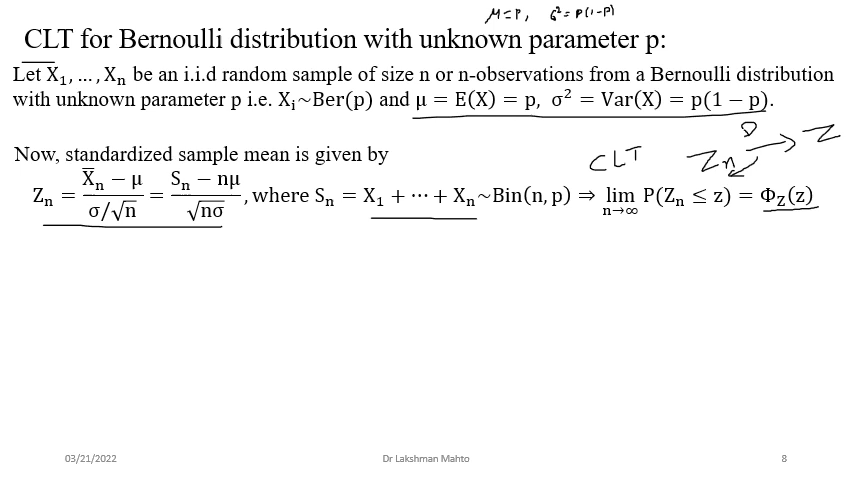 μ=P, σ²=P(1-P)
CLT for Bernoulli distribution with unknown parameter p:
Let X₁, …, Xₙ be an i.i.d random sample of size n or n-observations from a Bernoulli distribution
with unknown parameter p i.e. Xᵢ~Ber(p) and μ = E(X) = p, σ² = Var(X) = p(1 − p).
Now, standardized sample mean is given by
CLT Zn D→ Z
Zₙ = (X̄ₙ − μ)/(σ/√n) = (Sₙ − nμ)/(√nσ), where Sₙ = X₁ + ⋯ + Xₙ~Bin(n, p) ⇒ lim n→∞ P(Zₙ ≤ z) = Φ_Z(z)
03/21/2022 Dr Lakshman Mahto 8